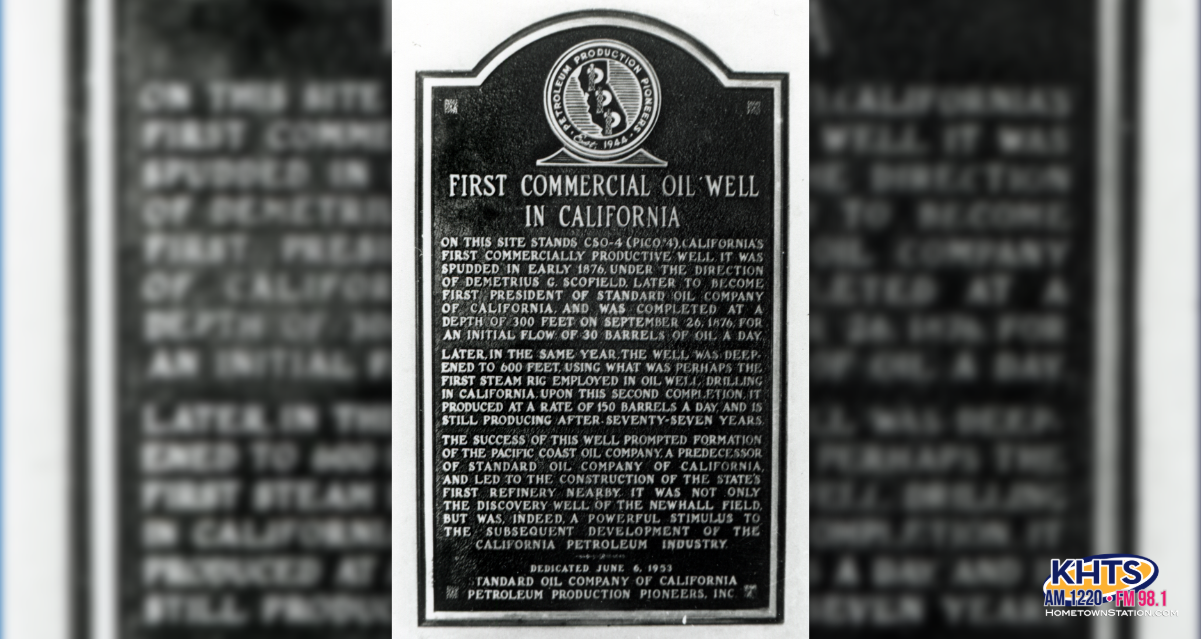 PETROLEUM PRODUCTION PIONEERS
P
P
P
Est. 1944
FIRST COMMERCIAL OIL WELL
IN CALIFORNIA
ON THIS SITE STANDS CSO-4 (PICO #4), CALIFORNIA'S
FIRST COMMERCIALLY PRODUCTIVE WELL. IT WAS
SPUDDED IN EARLY 1876, UNDER THE DIRECTION
OF DEMETRIUS G. SCOFIELD, LATER TO BECOME
FIRST PRESIDENT OF STANDARD OIL COMPANY
OF CALIFORNIA, AND WAS COMPLETED AT A
DEPTH OF 300 FEET ON SEPTEMBER 26, 1876, FOR
AN INITIAL FLOW OF 30 BARRELS OF OIL A DAY.
LATER, IN THE SAME YEAR, THE WELL WAS DEEP-
ENED TO 600 FEET, USING WHAT WAS PERHAPS THE
FIRST STEAM RIG EMPLOYED IN OIL WELL DRILLING
IN CALIFORNIA. UPON THIS SECOND COMPLETION, IT
PRODUCED AT A RATE OF 150 BARRELS A DAY, AND IS
STILL PRODUCING AFTER SEVENTY-SEVEN YEARS.
THE SUCCESS OF THIS WELL PROMPTED FORMATION
OF THE PACIFIC COAST OIL COMPANY, A PREDECESSOR
OF STANDARD OIL COMPANY OF CALIFORNIA,
AND LED TO THE CONSTRUCTION OF THE STATE'S
FIRST REFINERY NEARBY. IT WAS NOT ONLY
THE DISCOVERY WELL OF THE NEWHALL FIELD,
BUT WAS, INDEED, A POWERFUL STIMULUS TO
THE SUBSEQUENT DEVELOPMENT OF THE
CALIFORNIA PETROLEUM INDUSTRY.
DEDICATED JUNE 6, 1953
TANDARD OIL COMPANY OF CALIFORNIA
PETROLEUM PRODUCTION PIONEERS, INC.
KHTS
AM-1220 • FM 98.1
HOMETOWNSTATION.COM